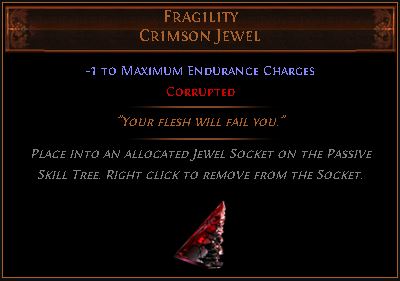 Fragility
Crimson Jewel
-1 to Maximum Endurance Charges
Corrupted
"Your flesh will fail you."
Place into an allocated Jewel Socket on the Passive
Skill Tree. Right click to remove from the Socket.